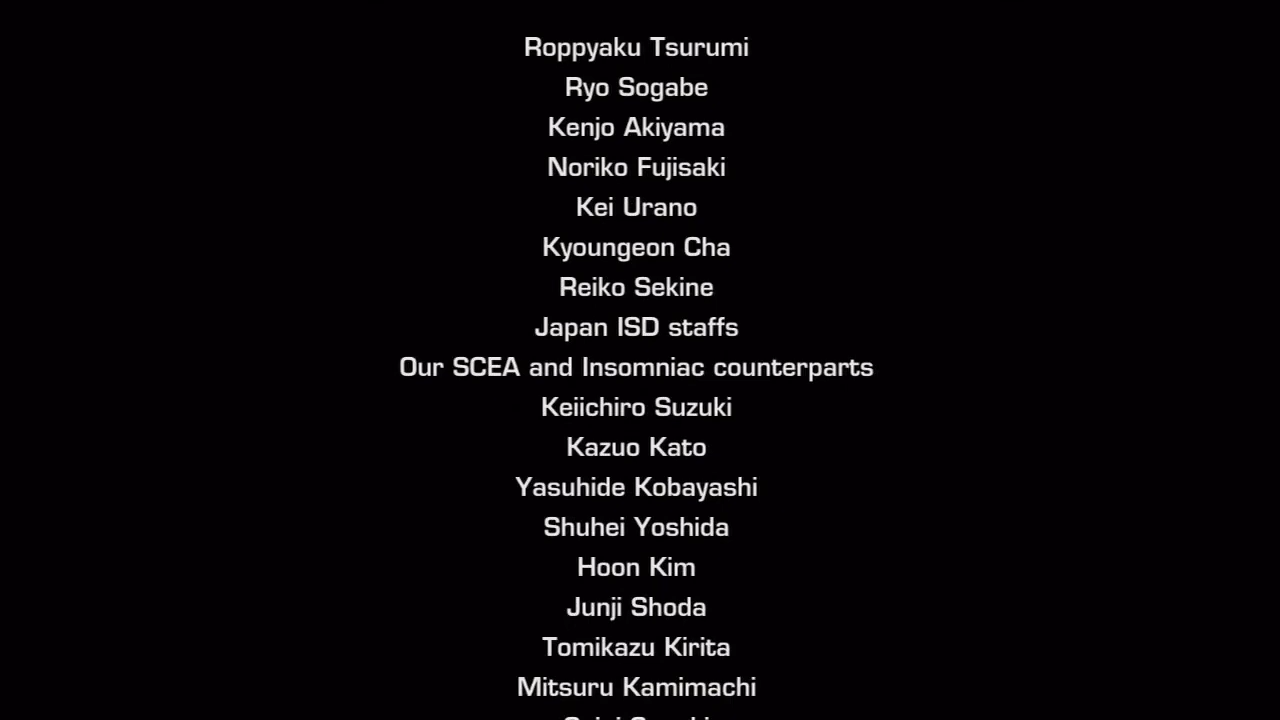 Roppyaku Tsurumi
Ryo Sogabe
Kenjo Akiyama
Noriko Fujisaki
Kei Urano
Kyoungeon Cha
Reiko Sekine
Japan ISD staffs
Our SCEA and Insomniac counterparts
Keiichiro Suzuki
Kazuo Kato
Yasuhide Kobayashi
Shuhei Yoshida
Hoon Kim
Junji Shoda
Tomikazu Kirita
Mitsuru Kamimachi